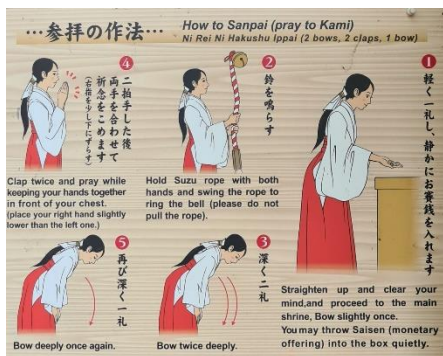 …参拝の作法…
How to Sanpai (pray to Kami)
Ni Rei Ni Hakushu Ippai (2 bows, 2 claps, 1 bow)
❶
軽く一礼し、静かにお賽銭を入れます
Straighten up and clear your
mind,and proceed to the main
shrine, Bow slightly once.
You may throw Saisen (monetary
offering) into the box quietly.
❷
鈴を鳴らす
Hold Suzu rope with both
hands and swing the rope to
ring the bell (please do not
pull the rope).
❸
深く二礼
Bow twice deeply.
❹
二拍手した後
両手を合わせて
祈念をこめます
(右指を少し下にずらす)
Clap twice and pray while
keeping your hands together
in front of your chest.
(place your right hand slightly
lower than the left one.)
❺
再び深く一礼
Bow deeply once again.